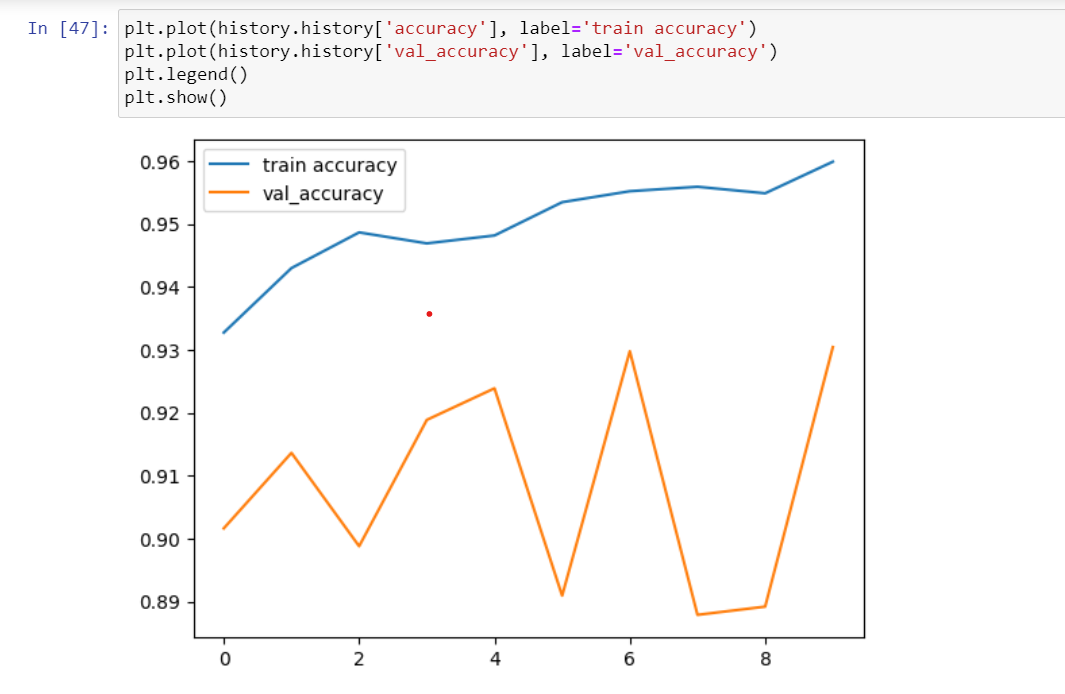 In [47]: plt.plot(history.history['accuracy'], label='train accuracy')
plt.plot(history.history['val_accuracy'], label='val_accuracy')
plt.legend()
plt.show()
train accuracy
val_accuracy
0.96
0.95
0.94
0.93
0.92
0.91
0.90
0.89
0 2 4 6 8